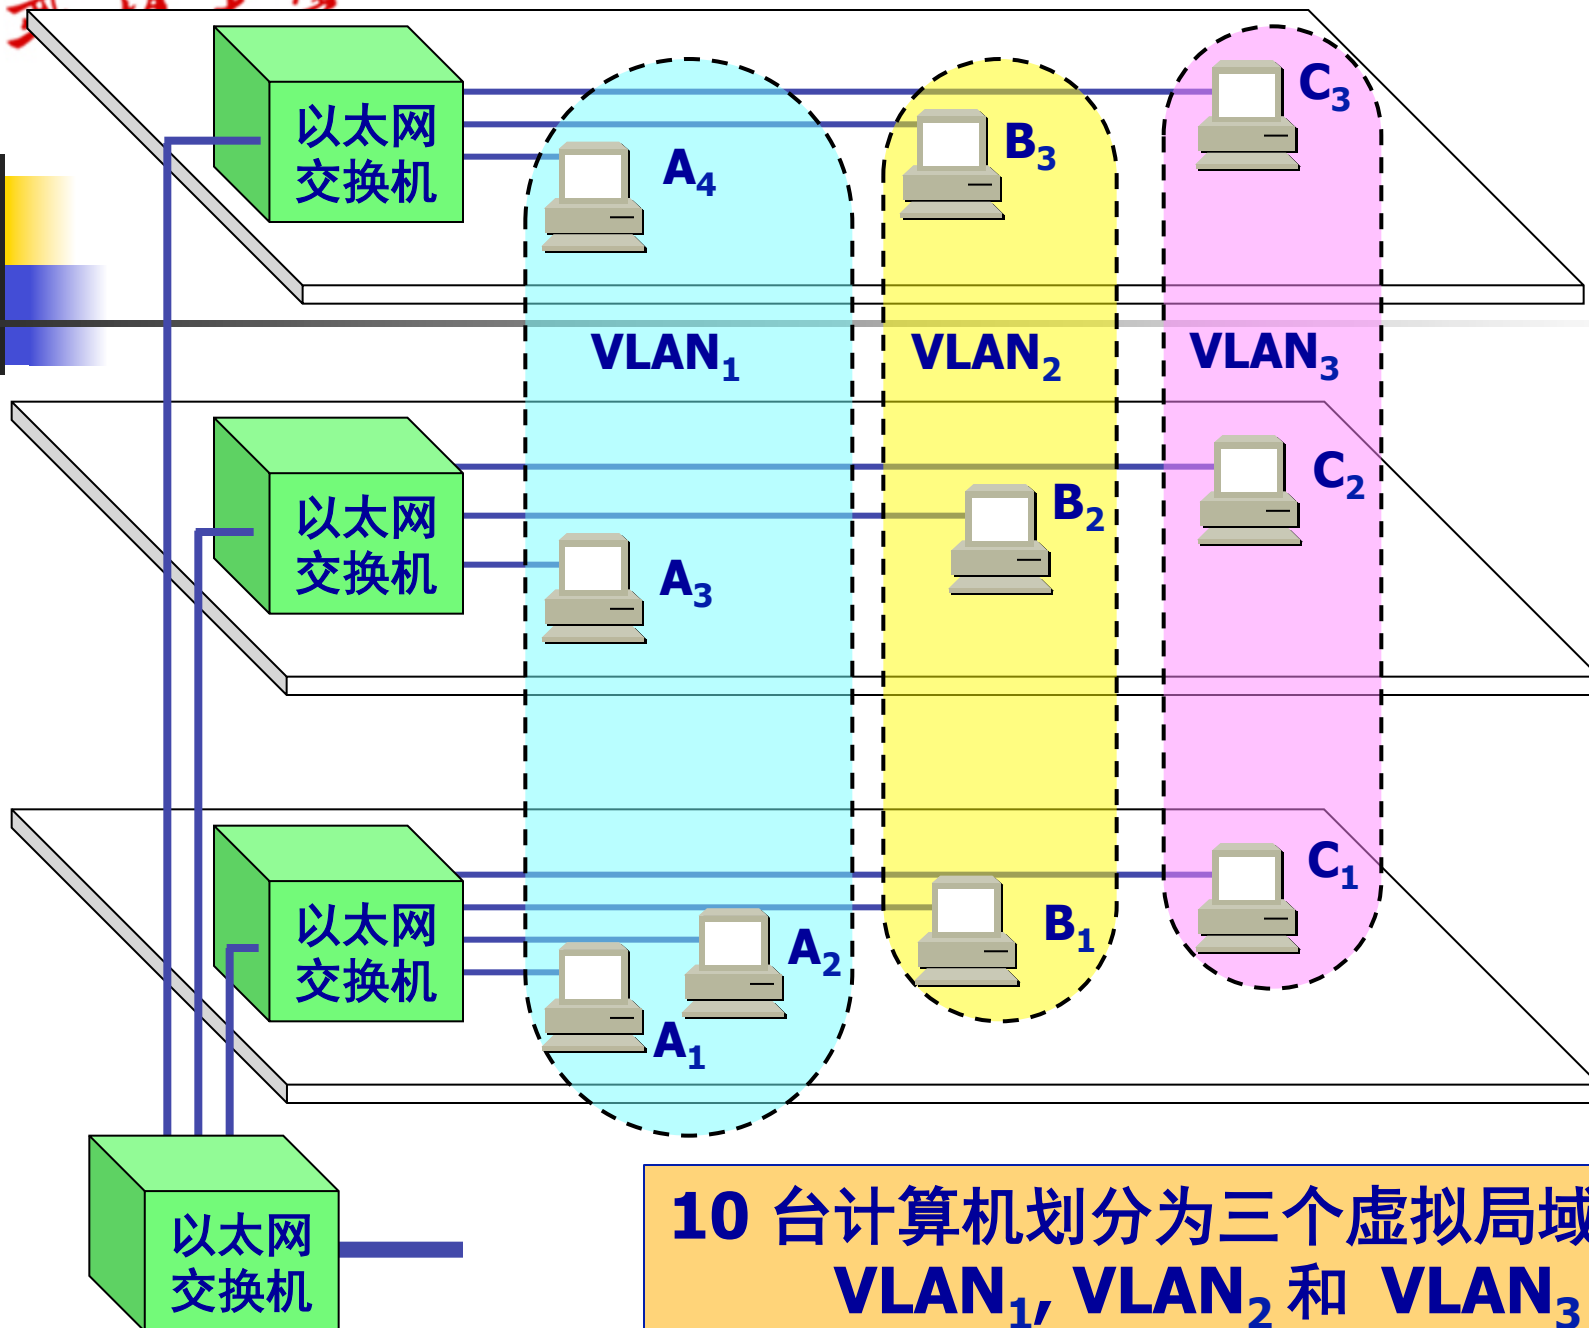 以太网
交换机
A4
B3
C3
VLAN1
VLAN2
VLAN3
以太网
交换机
A3
B2
C2
以太网
交换机
A1
A2
B1
C1
以太网
交换机
10 台计算机划分为三个虚拟局域
VLAN1, VLAN2 和 VLAN3